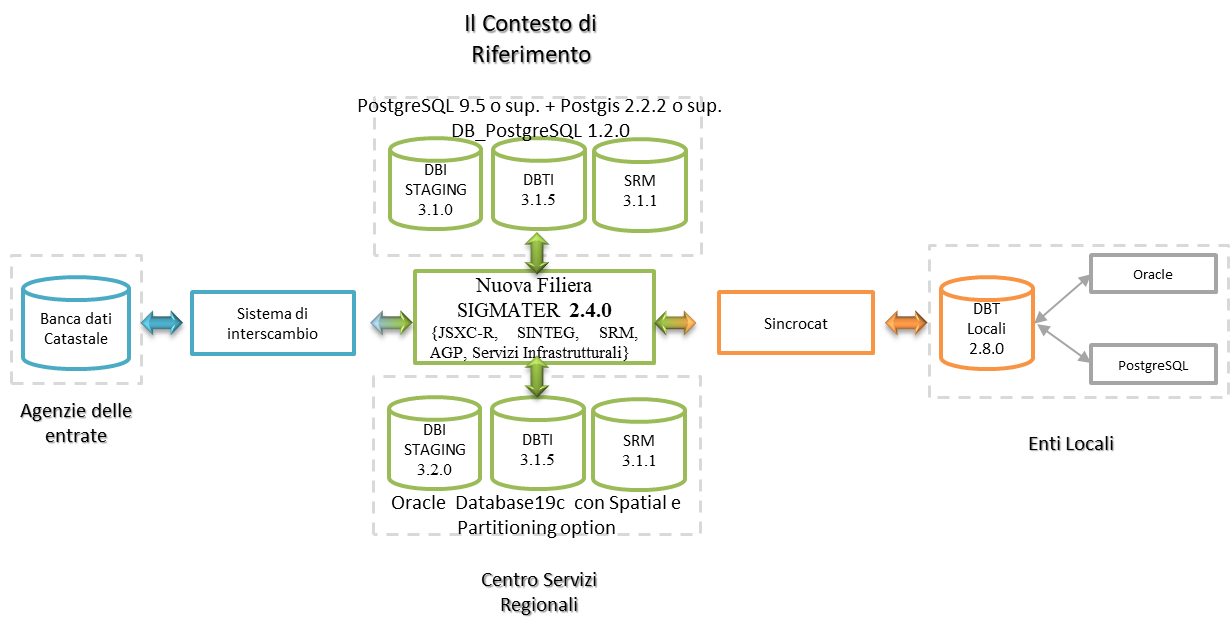 Il Contesto di
Riferimento
PostgreSQL 9.5 o sup. + Postgis 2.2.2 o sup.
DB_PostgreSQL 1.2.0
DBI
STAGING
3.1.0
DBTI
3.1.5
SRM
3.1.1
Banca dati
Catastale
Agenzie delle
entrate
Sistema di
interscambio
Nuova Filiera
SIGMATER 2.4.0
{JSXC-R, SINTEG, SRM,
AGP, Servizi Infrastrutturali}
Sincrocat
DBT
Locali
2.8.0
Oracle
PostgreSQL
Enti Locali
DBI
STAGING
3.2.0
DBTI
3.1.5
SRM
3.1.1
Oracle Database19c con Spatial e
Partitioning option
Centro Servizi
Regionali